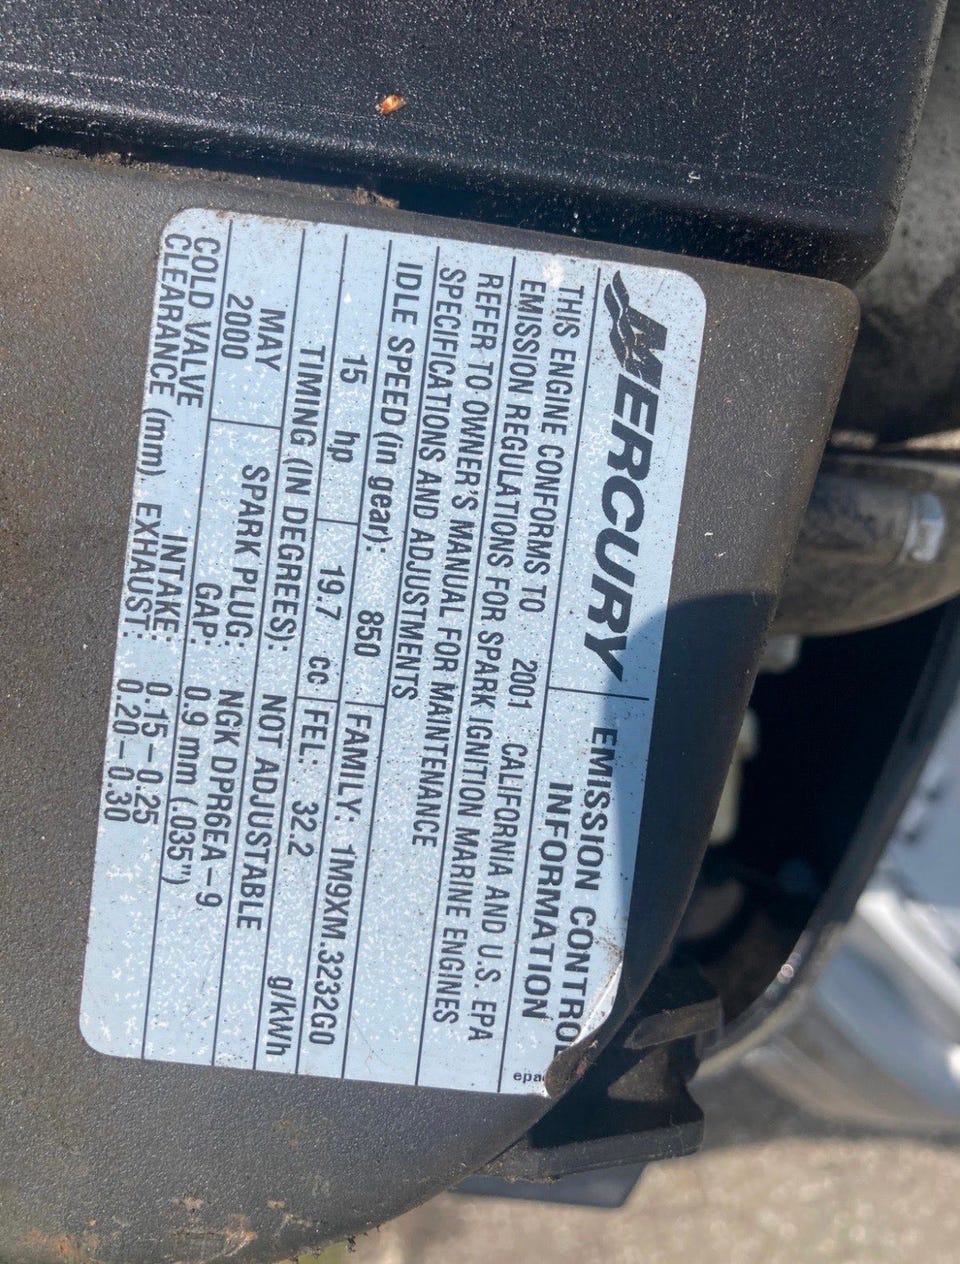 MERCURY
EMISSION CONTROL
INFORMATION
THIS ENGINE CONFORMS TO 2001 CALIFORNIA AND U.S. EPA
EMISSION REGULATIONS FOR SPARK IGNITION MARINE ENGINES
REFER TO OWNER'S MANUAL FOR MAINTENANCE
SPECIFICATIONS AND ADJUSTMENTS
IDLE SPEED (in gear): 850 FAMILY: 1M9XM.3232G0
15 hp 19.7 cc FEL: 32.2 g/kWh
TIMING (IN DEGREES): NOT ADJUSTABLE
MAY
2000
SPARK PLUG: NGK DPR6EA-9
GAP: 0.9 mm (.035")
COLD VALVE
CLEARANCE (mm)
INTAKE: 0.15-0.25
EXHAUST: 0.20-0.30